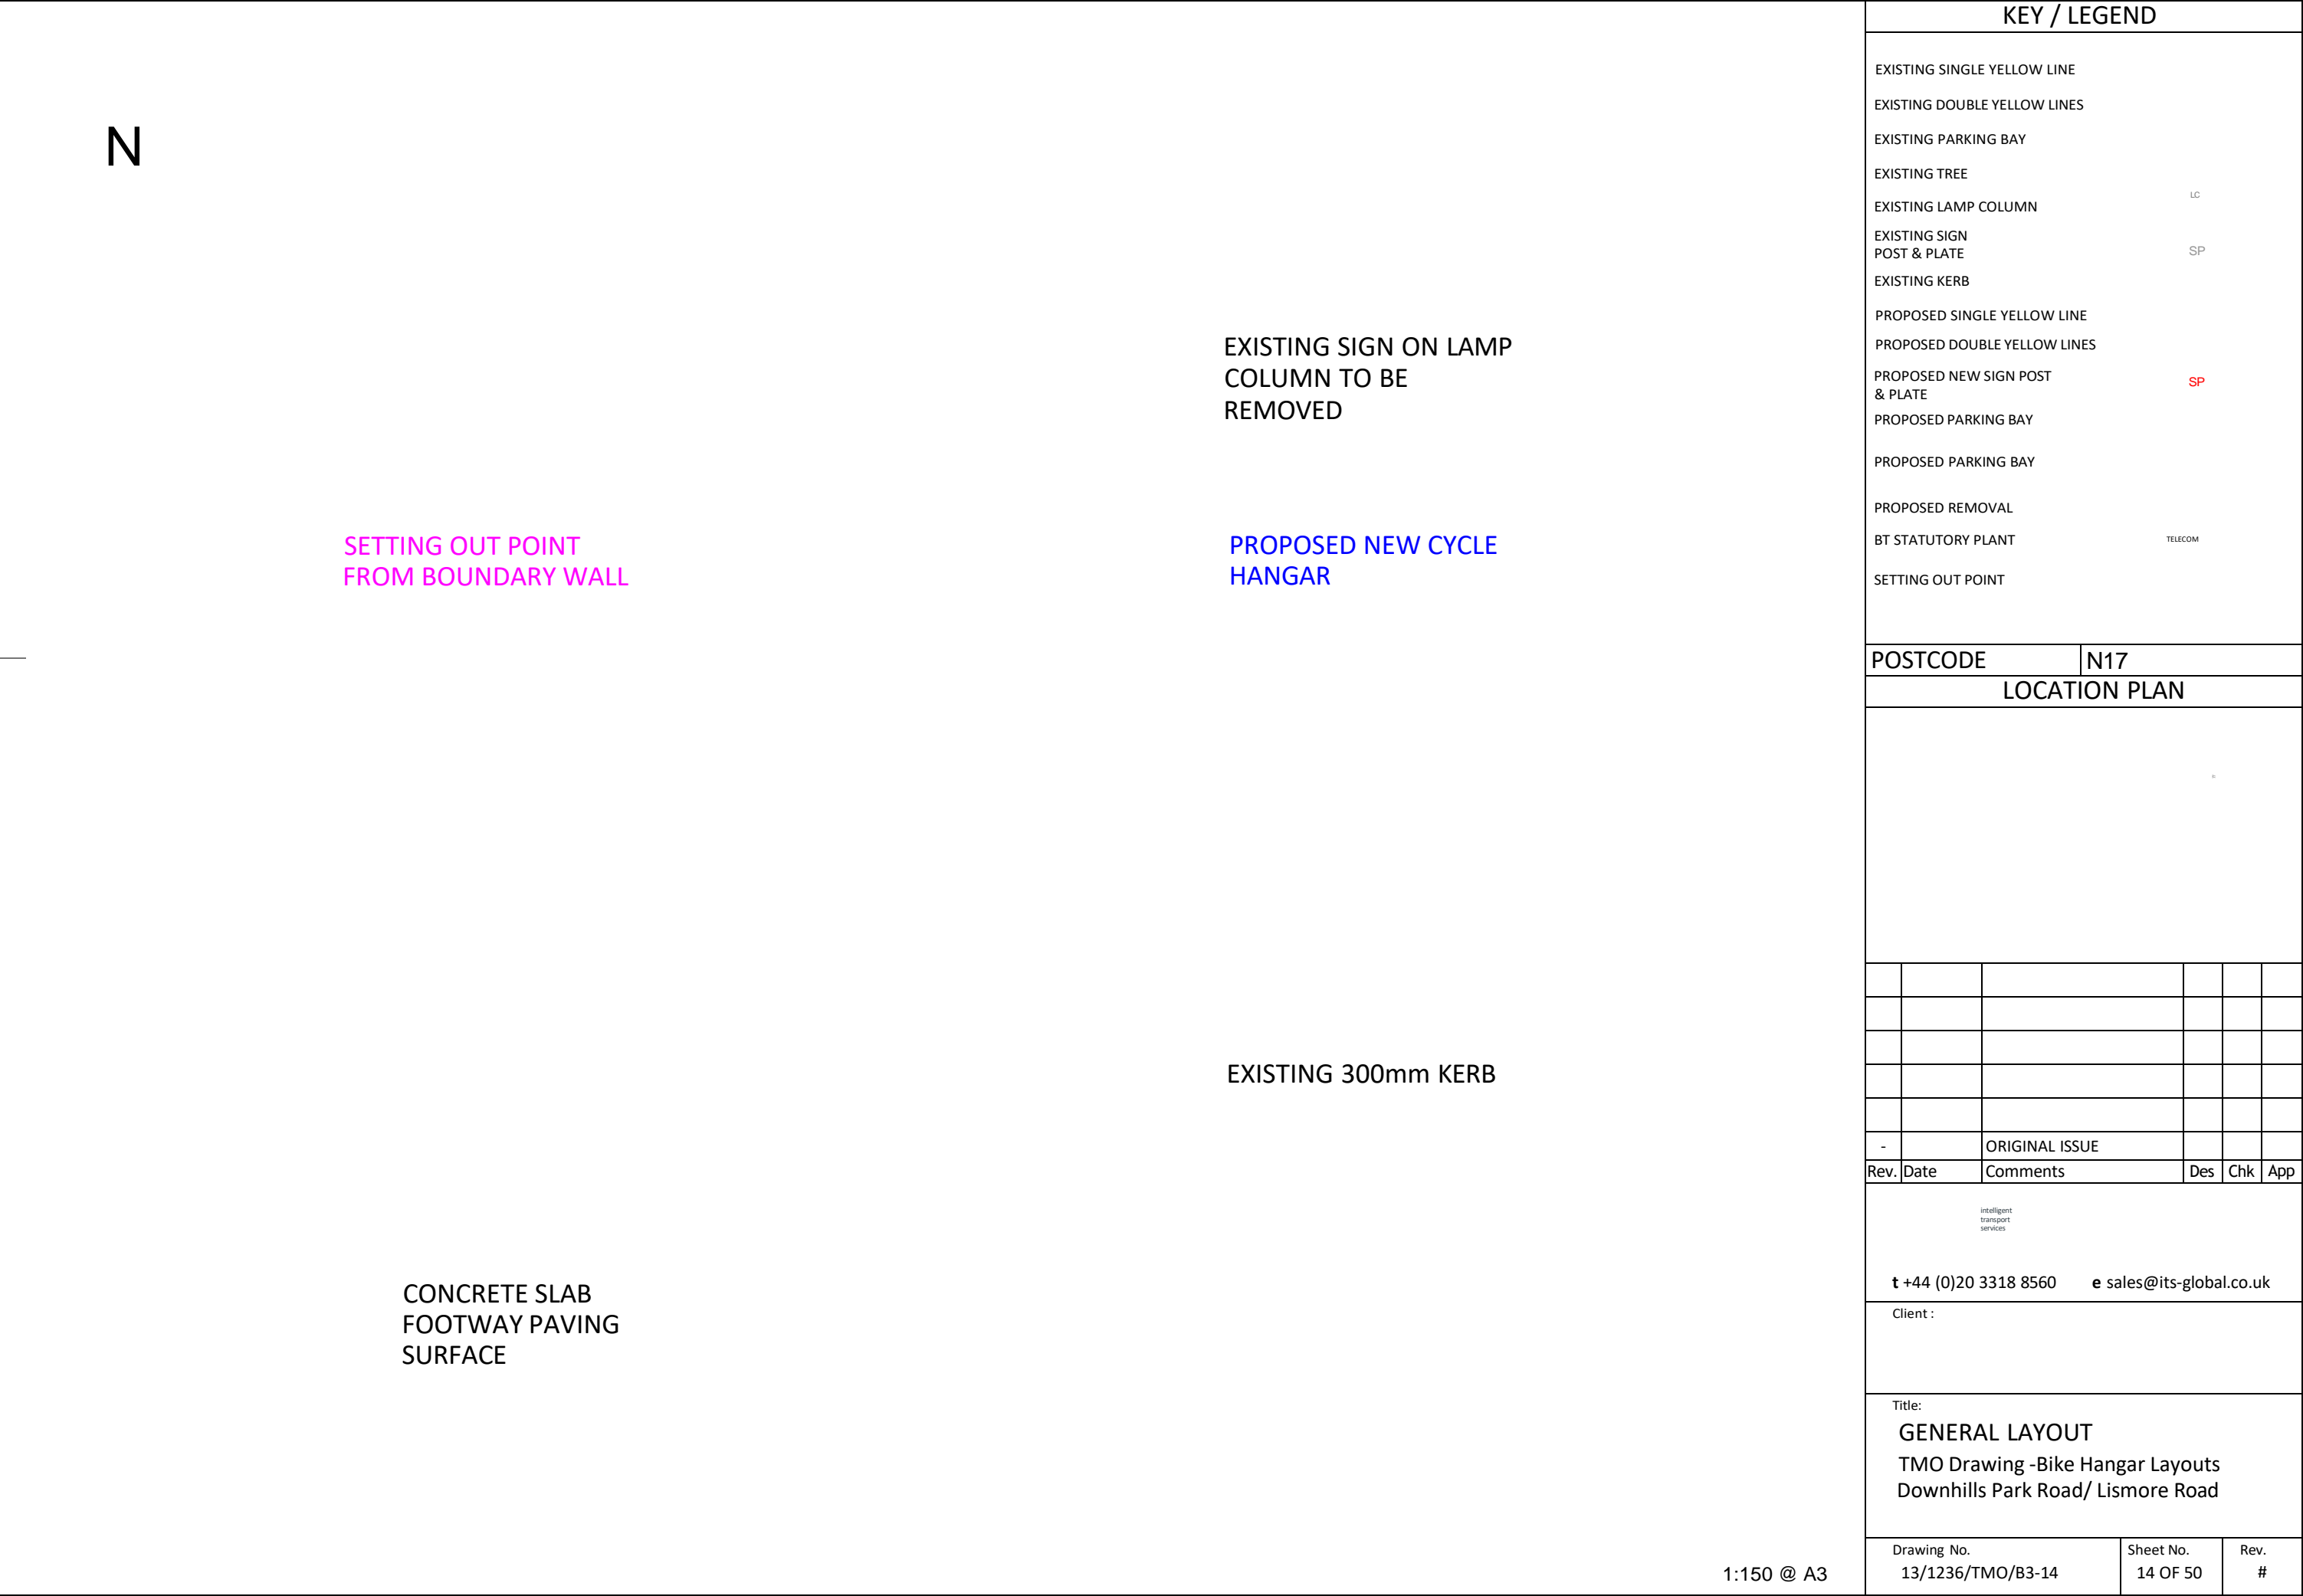 N
EXISTING SIGN ON LAMP
COLUMN TO BE
REMOVED
SETTING OUT POINT
FROM BOUNDARY WALL
PROPOSED NEW CYCLE
HANGAR
EXISTING 300mm KERB
CONCRETE SLAB
FOOTWAY PAVING
SURFACE
1:150 @ A3
KEY / LEGEND
EXISTING SINGLE YELLOW LINE
EXISTING DOUBLE YELLOW LINES
EXISTING PARKING BAY
EXISTING TREE
LC
EXISTING LAMP COLUMN
EXISTING SIGN
POST & PLATE SP
EXISTING KERB
PROPOSED SINGLE YELLOW LINE
PROPOSED DOUBLE YELLOW LINES
PROPOSED NEW SIGN POST SP
& PLATE
PROPOSED PARKING BAY
PROPOSED PARKING BAY
PROPOSED REMOVAL
BT STATUTORY PLANT TELECOM
SETTING OUT POINT
POSTCODE N17
LOCATION PLAN
- ORIGINAL ISSUE
Rev. Date Comments Des Chk App
intelligent
transport
services
t +44 (0)20 3318 8560 e sales@its-global.co.uk
Client :
Title:
GENERAL LAYOUT
TMO Drawing -Bike Hangar Layouts
Downhills Park Road/ Lismore Road
Drawing No. Sheet No. Rev.
13/1236/TMO/B3-14 14 OF 50 #